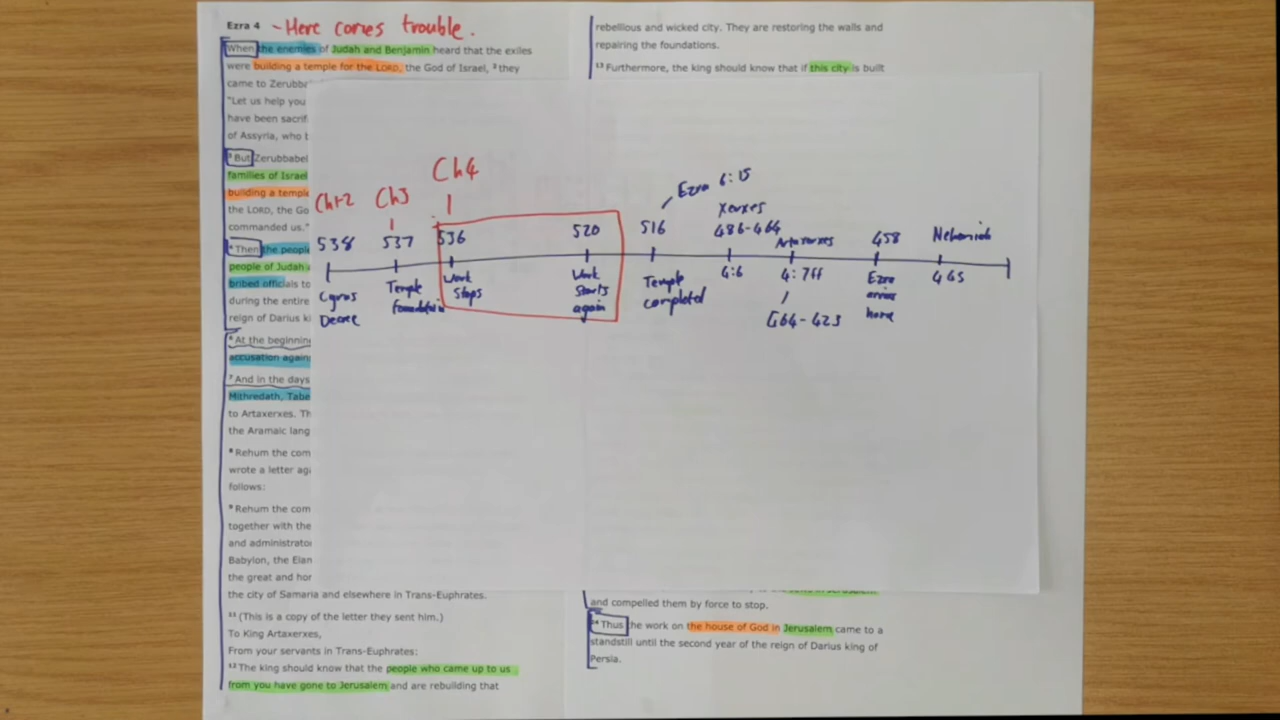 Ezra 4 - Here comes trouble.
When the enemies of Judah and Benjamin heard that the exiles
were building a temple for the LORD, the God of Israel, ² they
came to Zerubb
"Let us help you
have been sacrif
of Assyria, who b
³ But Zerubbabel
families of Israel
building a temple
the LORD, the Go
commanded us."
⁴ Then the people
people of Judah
bribed officials to
during the entire
reign of Darius ki
⁶ At the beginnin
accusation again
⁷ And in the days
Mithredath, Tabe
to Artaxerxes. Th
the Aramaic lang
⁸ Rehum the com
wrote a letter ag
follows:
⁹ Rehum the com
together with the
and administrato
Babylon, the Elan
the great and hor
the city of Samaria and elsewhere in Trans-Euphrates.
¹¹ (This is a copy of the letter they sent him.)
To King Artaxerxes,
From your servants in Trans-Euphrates:
¹² The king should know that the people who came up to us
from you have gone to Jerusalem and are rebuilding that
rebellious and wicked city. They are restoring the walls and
repairing the foundations.
¹³ Furthermore, the king should know that if this city is built
Ch4
Ch1+2 Ch3
Ezra 6:15
Xerxes
538 537 536 520 516 486-464 Artaxerxes 458 Nehemiah
Cyrus
Decree
Temple
foundation
Work
Stops
Work
Starts
again
Temple
completed
4:6
4:7ff
464-423
Ezra
arrives
home
465
and compelled them by force to stop.
²⁴ Thus the work on the house of God in Jerusalem came to a
standstill until the second year of the reign of Darius king of
Persia.